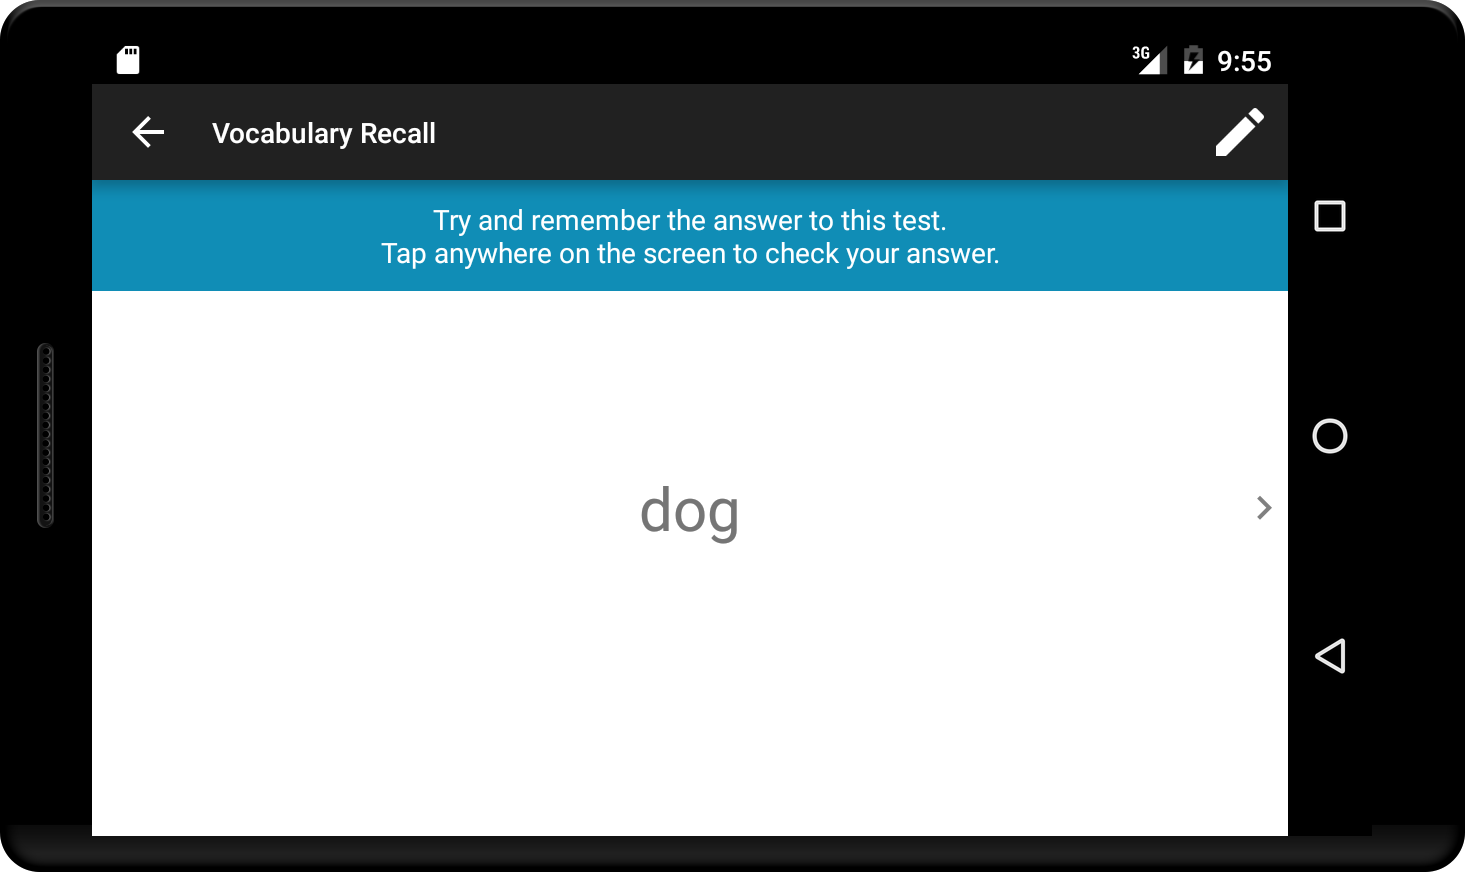 3G 9:55
Vocabulary Recall
Try and remember the answer to this test.
Tap anywhere on the screen to check your answer.
dog